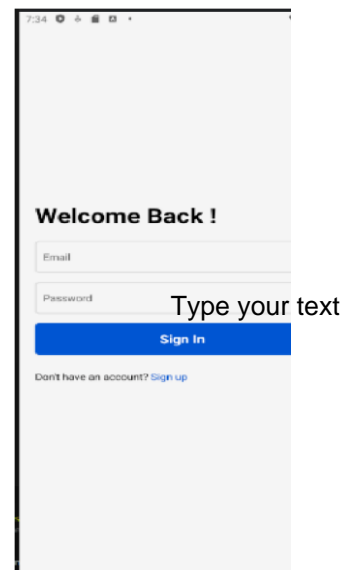 7:34
Welcome Back !
Email
Password
Type your text
Sign In
Don't have an account? Sign up